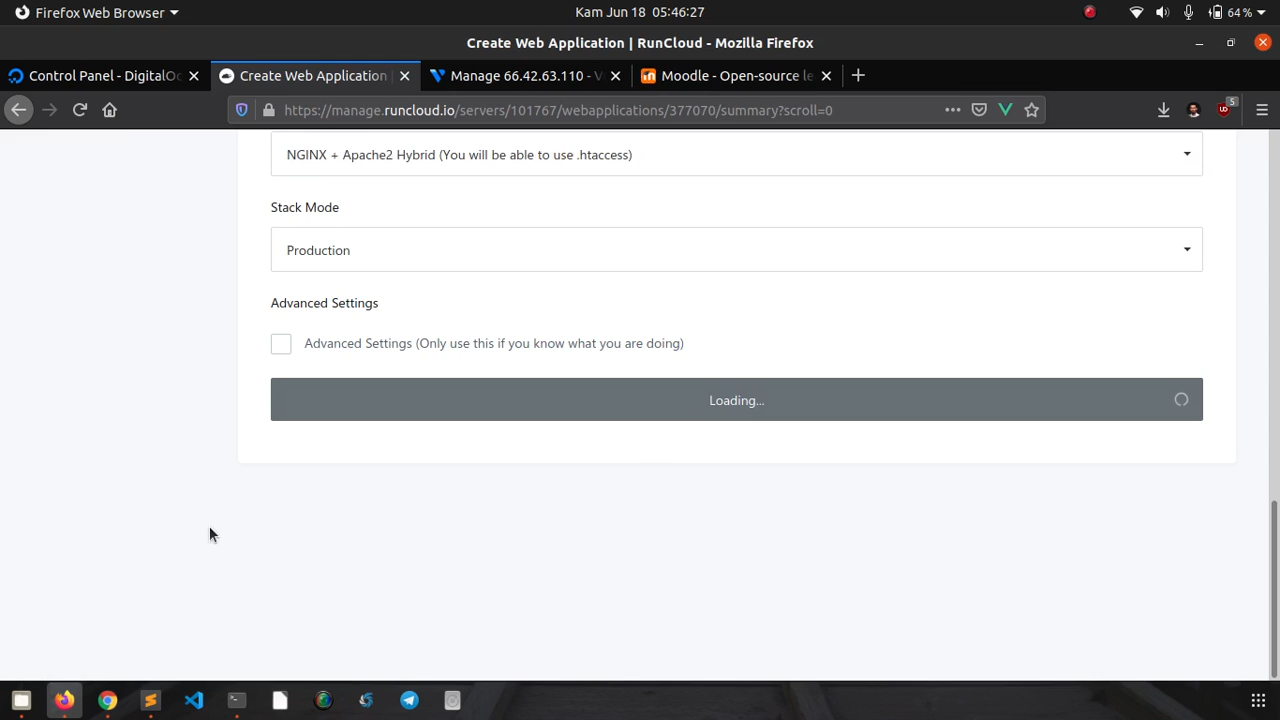 Firefox Web Browser
Kam Jun 18 05:46:27
64 %
Create Web Application | RunCloud - Mozilla Firefox
Control Panel - DigitalOc
Create Web Application
Manage 66.42.63.110 - V
Moodle - Open-source le
https://manage.runcloud.io/servers/101767/webapplications/377070/summary?scroll=0
5
NGINX + Apache2 Hybrid (You will be able to use .htaccess)
Stack Mode
Production
Advanced Settings
Advanced Settings (Only use this if you know what you are doing)
Loading...